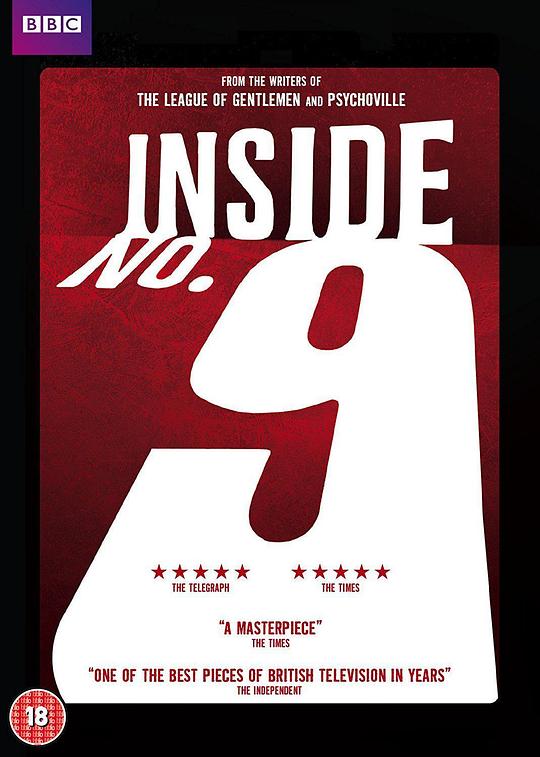 BBC
FROM THE WRITERS OF
THE LEAGUE OF GENTLEMEN AND PSYCHOVILLE
INSIDE
NO.
9
★★★★★ ★★★★★
THE TELEGRAPH THE TIMES
“A MASTERPIECE”
THE TIMES
“ONE OF THE BEST PIECES OF BRITISH TELEVISION IN YEARS”
THE INDEPENDENT
18